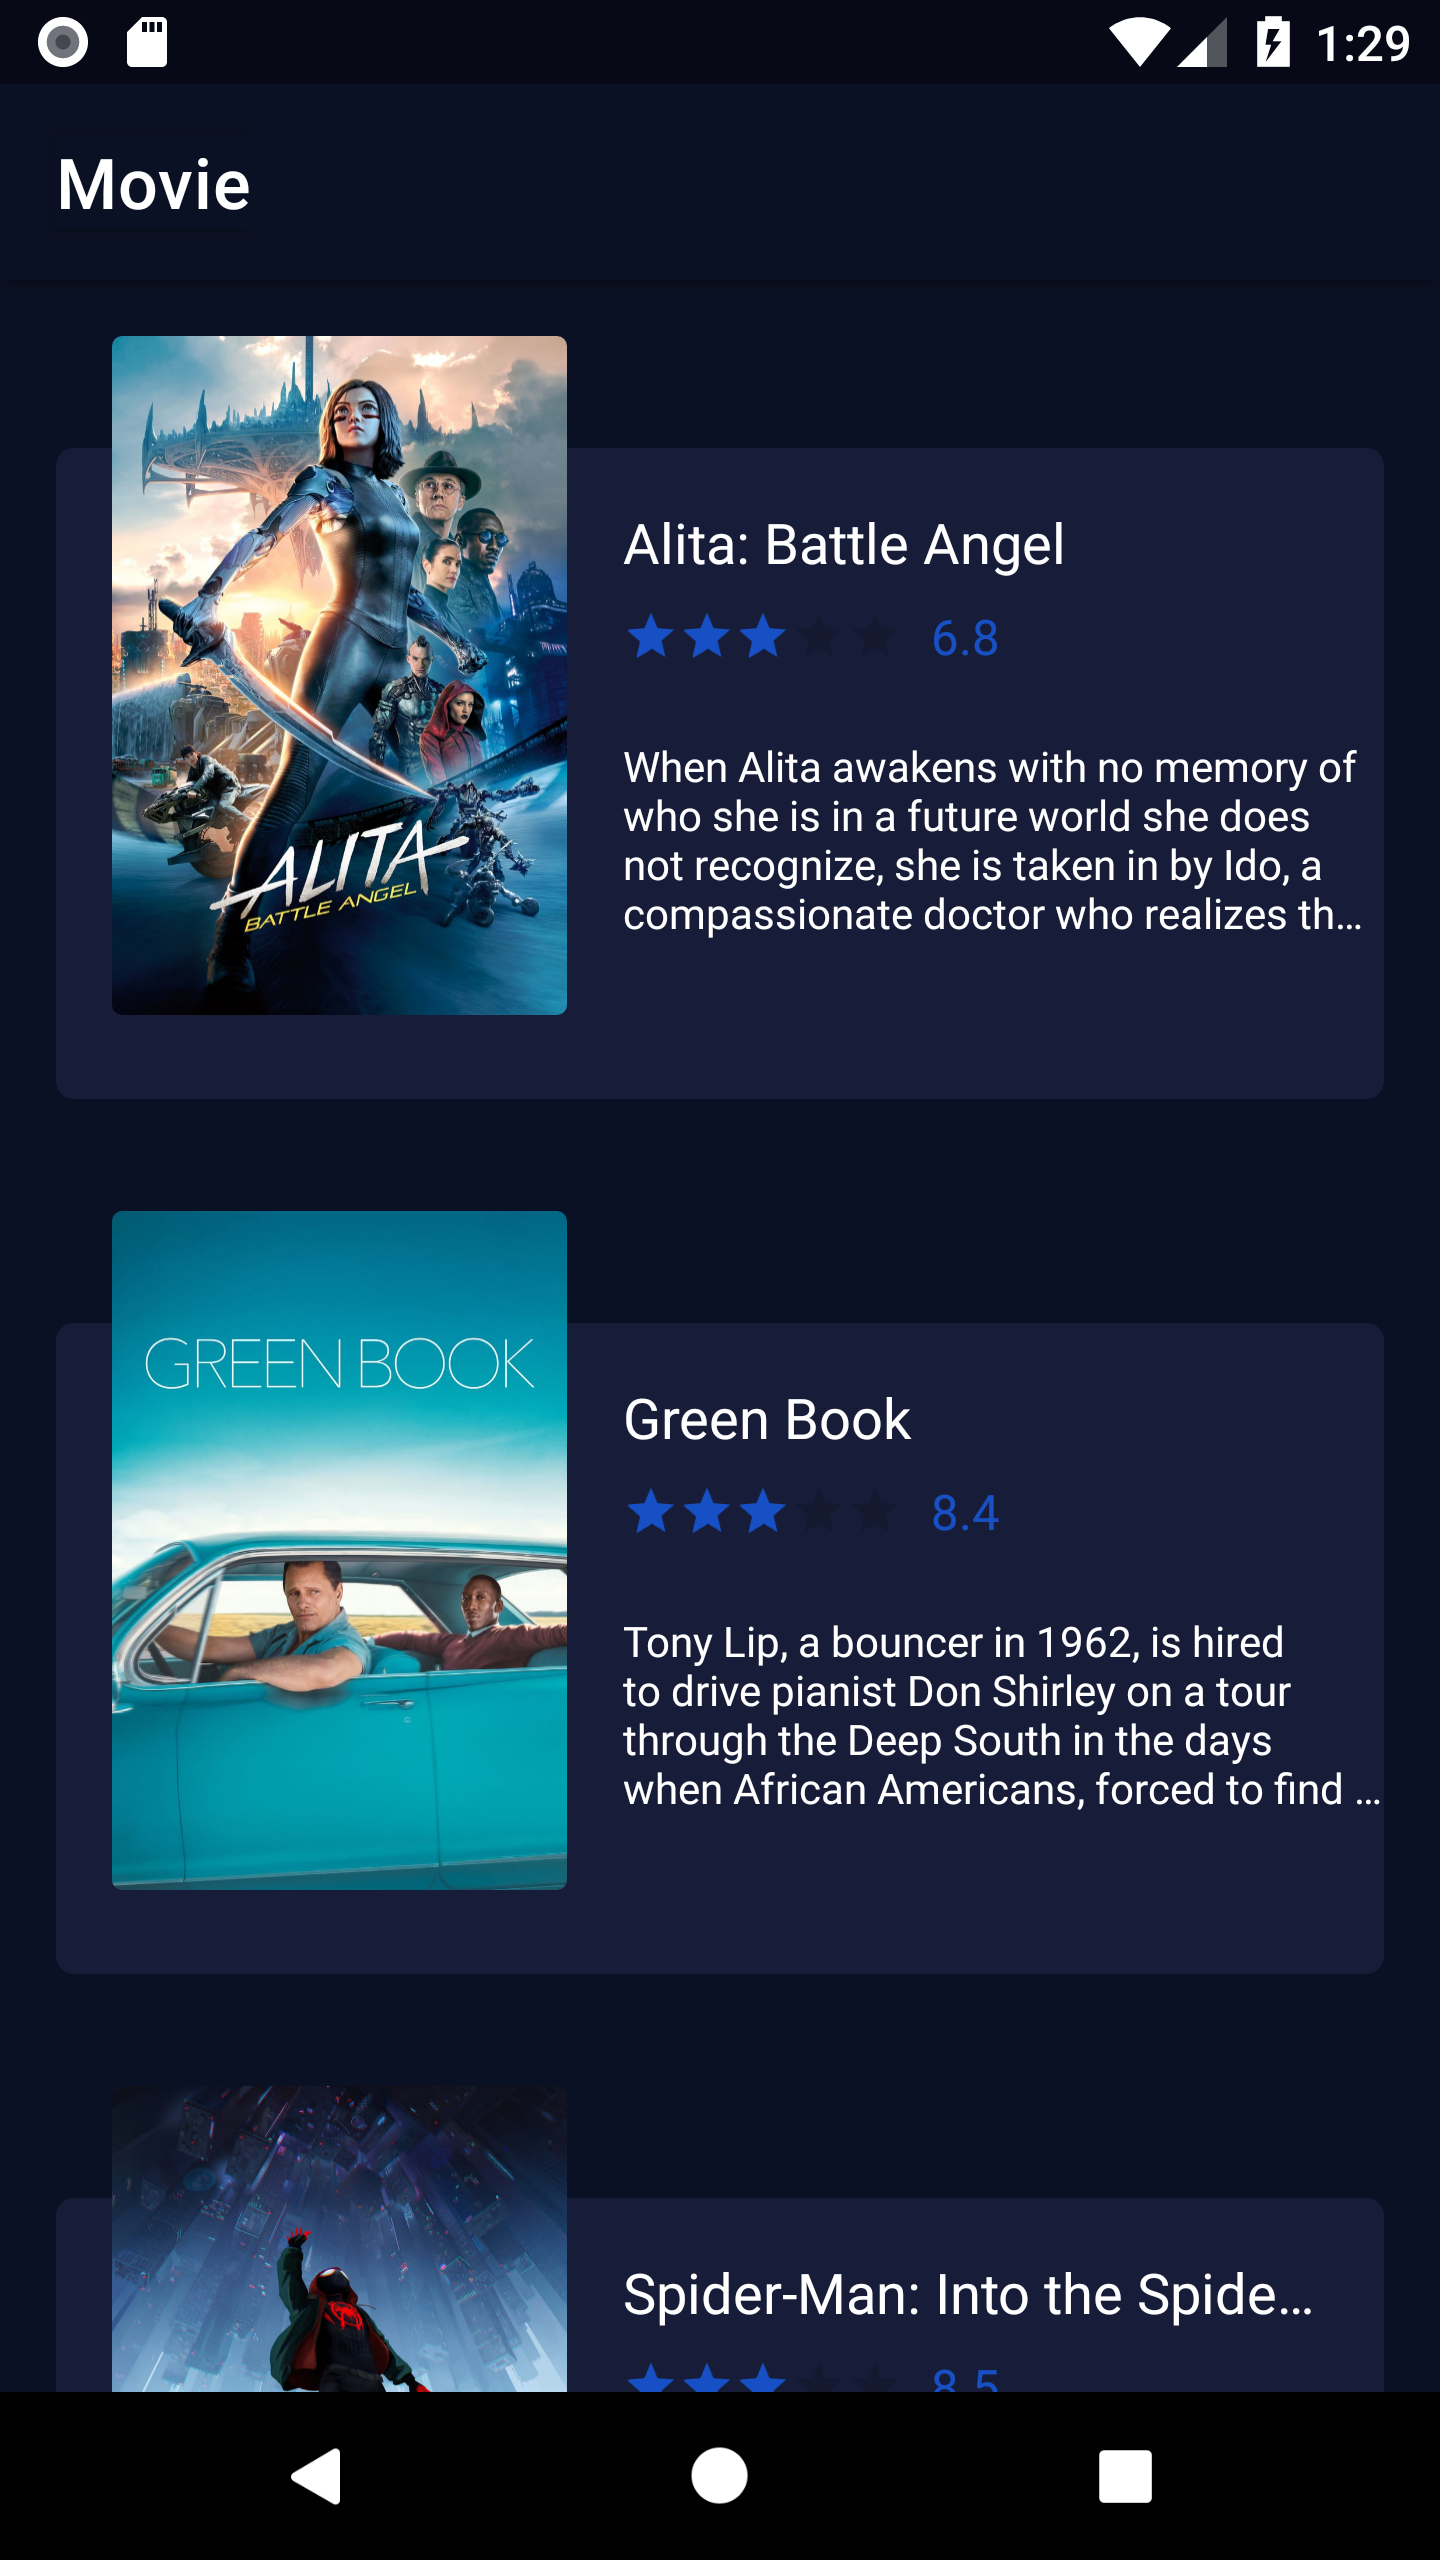 1:29
Movie
ALITA
BATTLE ANGEL
Alita: Battle Angel
6.8
When Alita awakens with no memory of
who she is in a future world she does
not recognize, she is taken in by Ido, a
compassionate doctor who realizes th…
GREEN BOOK
Green Book
8.4
Tony Lip, a bouncer in 1962, is hired
to drive pianist Don Shirley on a tour
through the Deep South in the days
when African Americans, forced to find …
Spider-Man: Into the Spide…
8.5